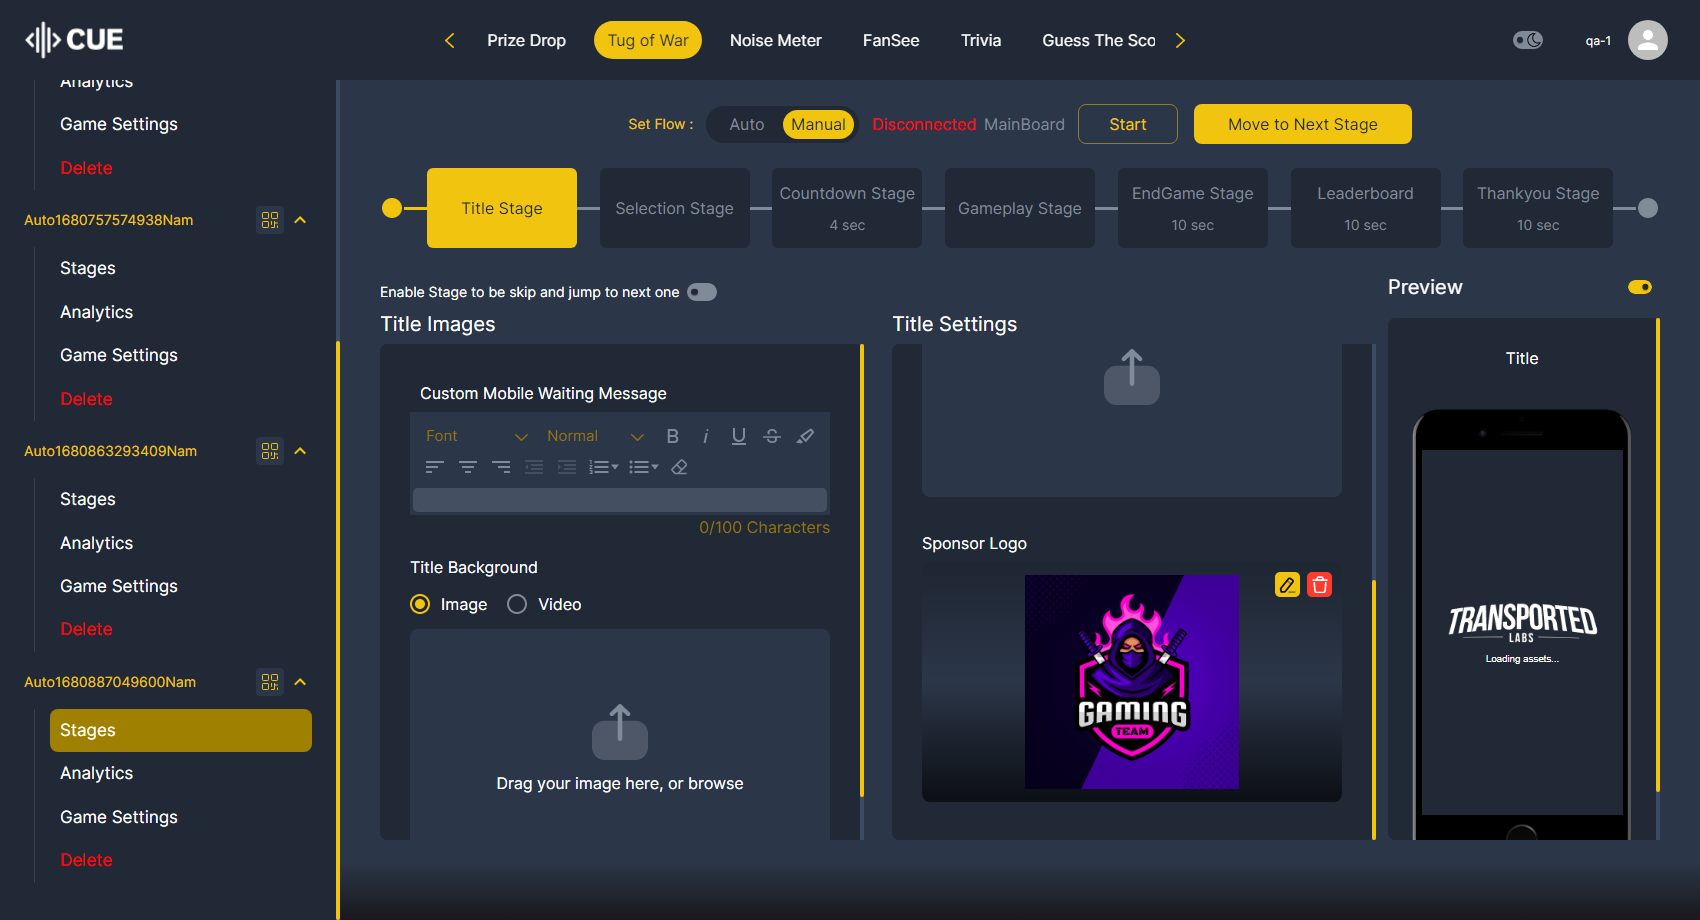 CUE
Prize Drop
Tug of War
Noise Meter
FanSee
Trivia
Guess The Sco
qa-1
Analytics
Game Settings
Delete
Auto1680757574938Nam
Stages
Analytics
Game Settings
Delete
Auto1680863293409Nam
Stages
Analytics
Game Settings
Delete
Auto1680887049600Nam
Stages
Analytics
Game Settings
Delete
Set Flow :
Auto
Manual
Disconnected MainBoard
Start
Move to Next Stage
Title Stage
Selection Stage
Countdown Stage
4 sec
Gameplay Stage
EndGame Stage
10 sec
Leaderboard
10 sec
Thankyou Stage
10 sec
Enable Stage to be skip and jump to next one
Title Images
Custom Mobile Waiting Message
Font
Normal
B
i
U
S
0/100 Characters
Title Background
Image
Video
Drag your image here, or browse
Title Settings
Sponsor Logo
GAMING
TEAM
Preview
Title
TRANSPORTED
LABS
Loading assets...